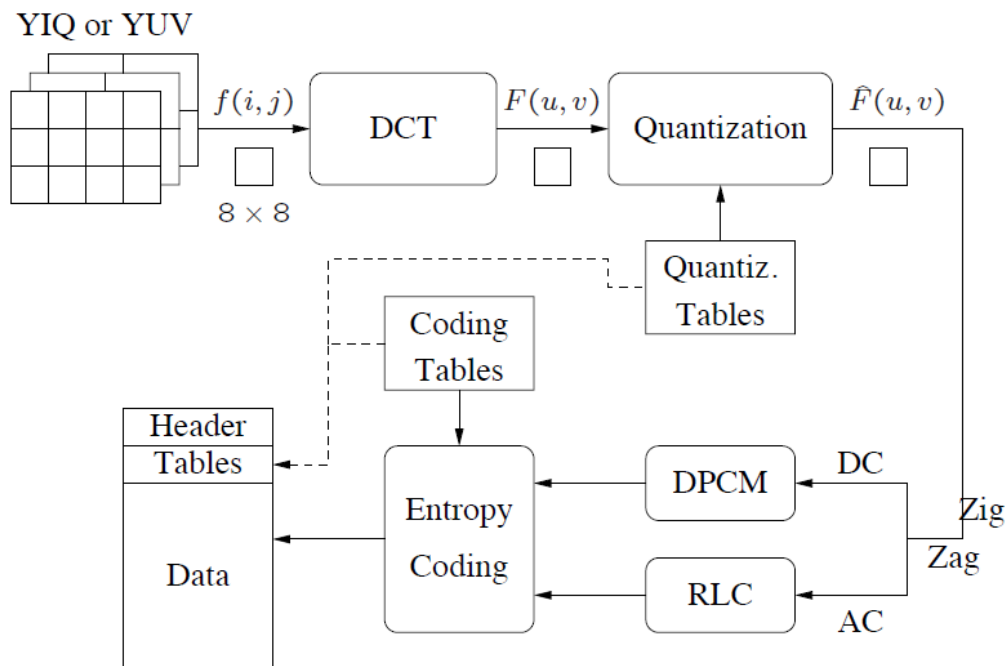 YIQ or YUV
f(i, j)
F(u, v)
F̂(u, v)
DCT
Quantization
8 × 8
Quantiz.
Tables
Coding
Tables
Header
Tables
Data
Entropy
Coding
DPCM
DC
Zig
Zag
RLC
AC